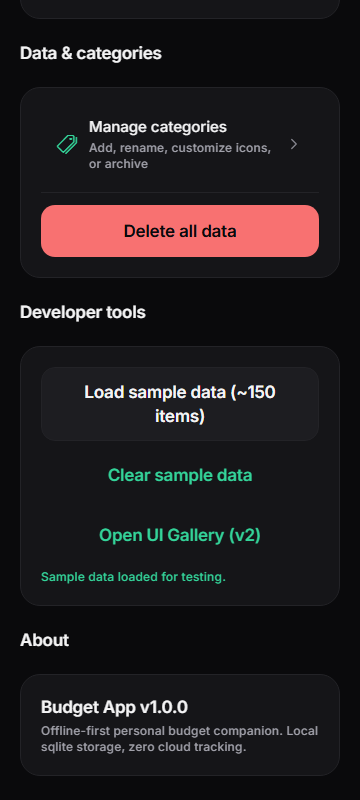 Data & categories
Manage categories
Add, rename, customize icons,
or archive
Delete all data
Developer tools
Load sample data (~150
items)
Clear sample data
Open UI Gallery (v2)
Sample data loaded for testing.
About
Budget App v1.0.0
Offline-first personal budget companion. Local
sqlite storage, zero cloud tracking.